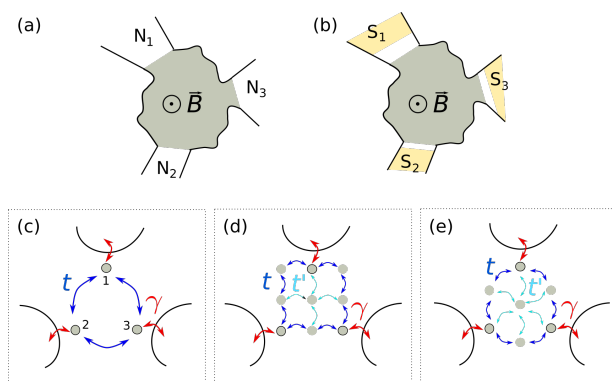 (a)
N1
N3
N2
⊙ B⃗
(b)
S1
S3
S2
⊙ B⃗
(c)
t
1
2
3
γ
(d)
t
t'
γ
(e)
t
t'
γ